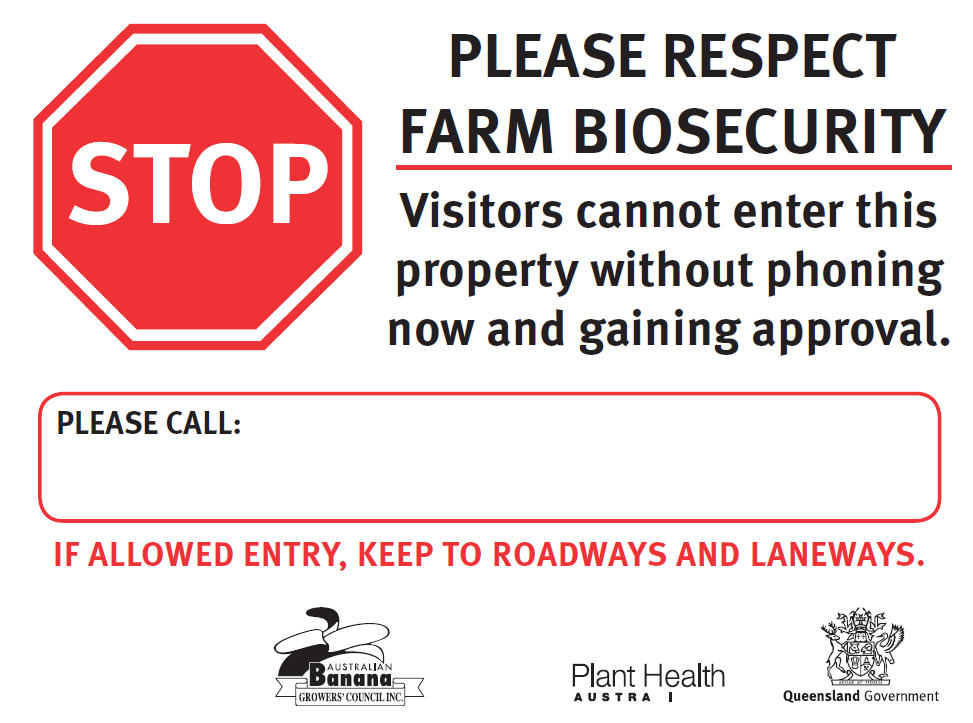 STOP
PLEASE RESPECT
FARM BIOSECURITY
Visitors cannot enter this
property without phoning
now and gaining approval.
PLEASE CALL:
IF ALLOWED ENTRY, KEEP TO ROADWAYS AND LANEWAYS.
AUSTRALIAN
Banana
GROWERS' COUNCIL INC.
Plant Health
AUSTRA I
Queensland Government